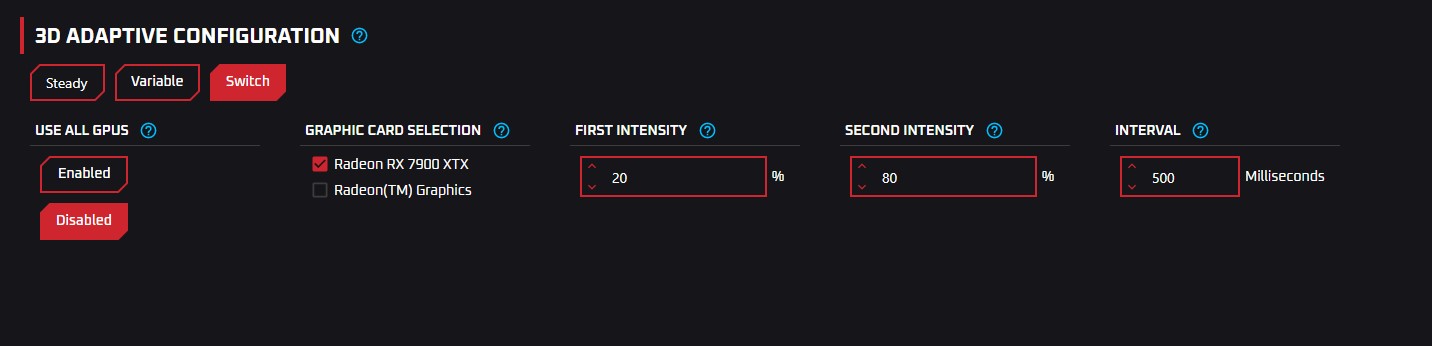 3D ADAPTIVE CONFIGURATION ?
Steady Variable Switch
USE ALL GPUS ? GRAPHIC CARD SELECTION ? FIRST INTENSITY ? SECOND INTENSITY ? INTERVAL ?
Enabled Radeon RX 7900 XTX 20 % 80 % 500 Milliseconds
Radeon(TM) Graphics
Disabled